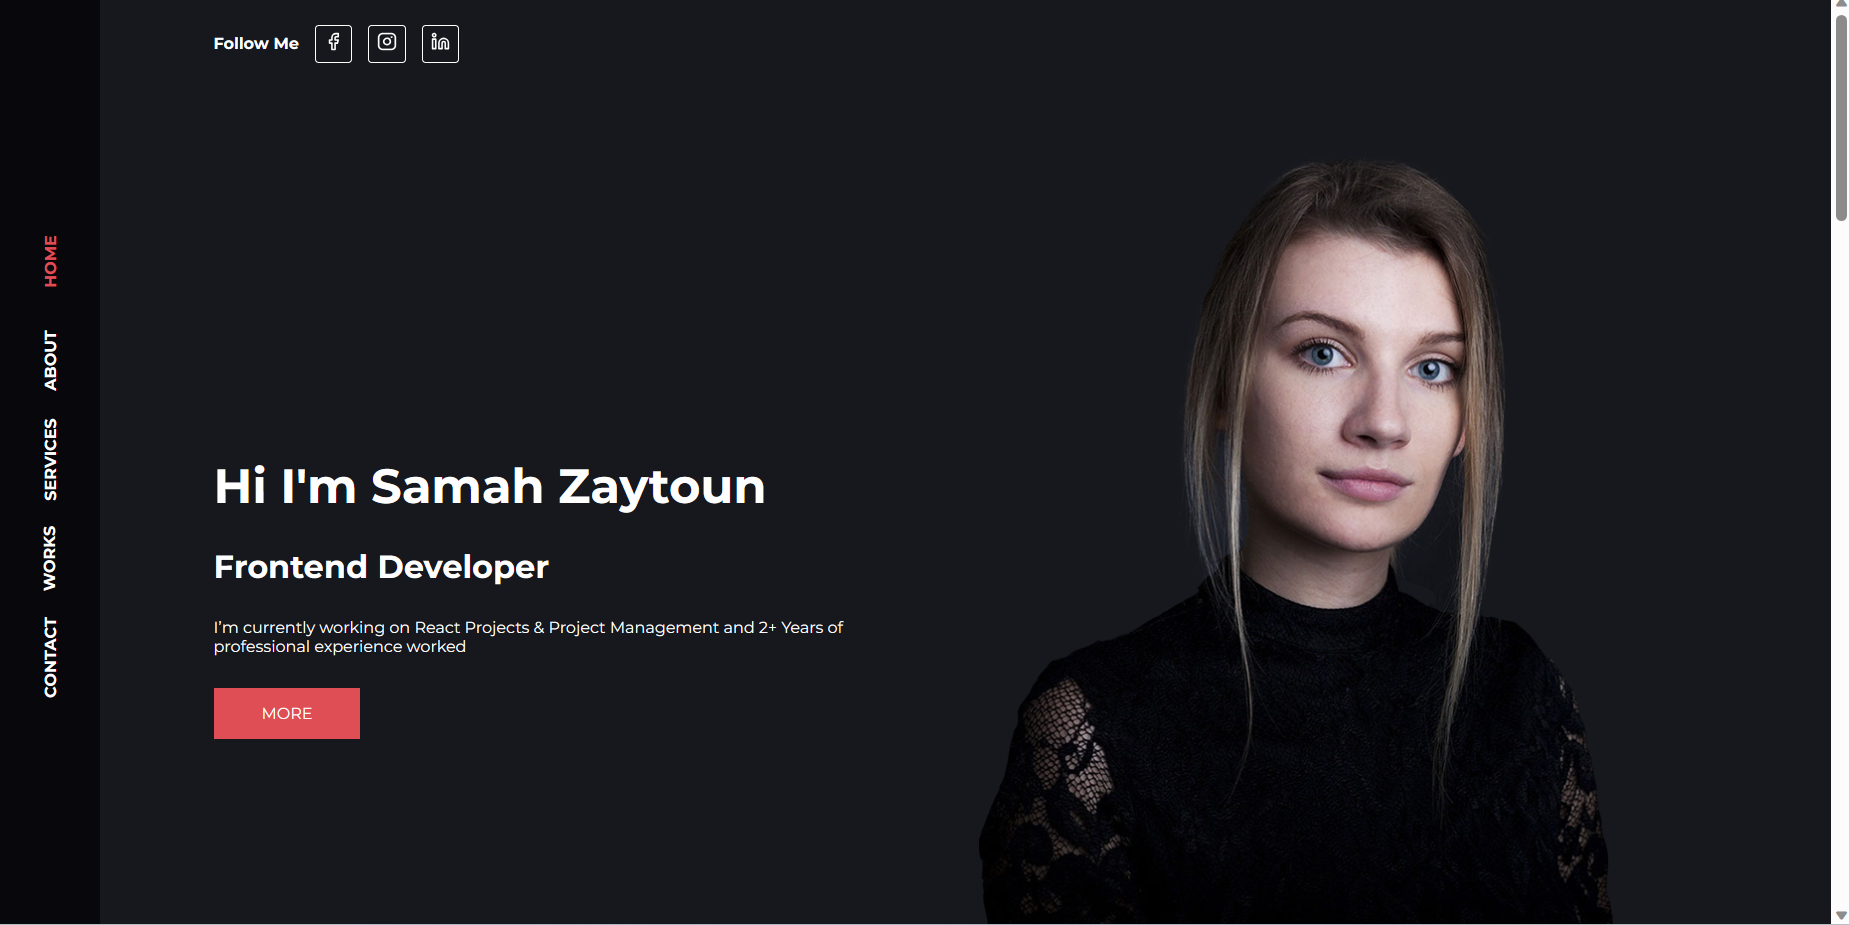 Follow Me
HOME
ABOUT
SERVICES
WORKS
CONTACT
Hi I'm Samah Zaytoun
Frontend Developer
I’m currently working on React Projects & Project Management and 2+ Years of
professional experience worked
MORE